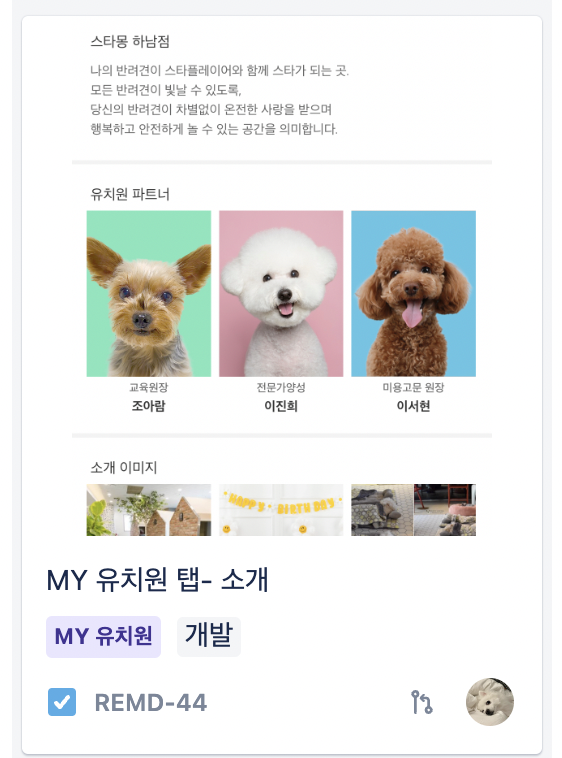 스타몽 하남점
나의 반려견이 스타플레이어와 함께 스타가 되는 곳.
모든 반려견이 빛날 수 있도록,
당신의 반려견이 차별없이 온전한 사랑을 받으며
행복하고 안전하게 놀 수 있는 공간을 의미합니다.
유치원 파트너
교육원장
조아람
전문가양성
이진희
미용고문 원장
이서현
소개 이미지
HAPPY BIRTHDAY
MY 유치원 탭- 소개
MY 유치원
개발
REMD-44